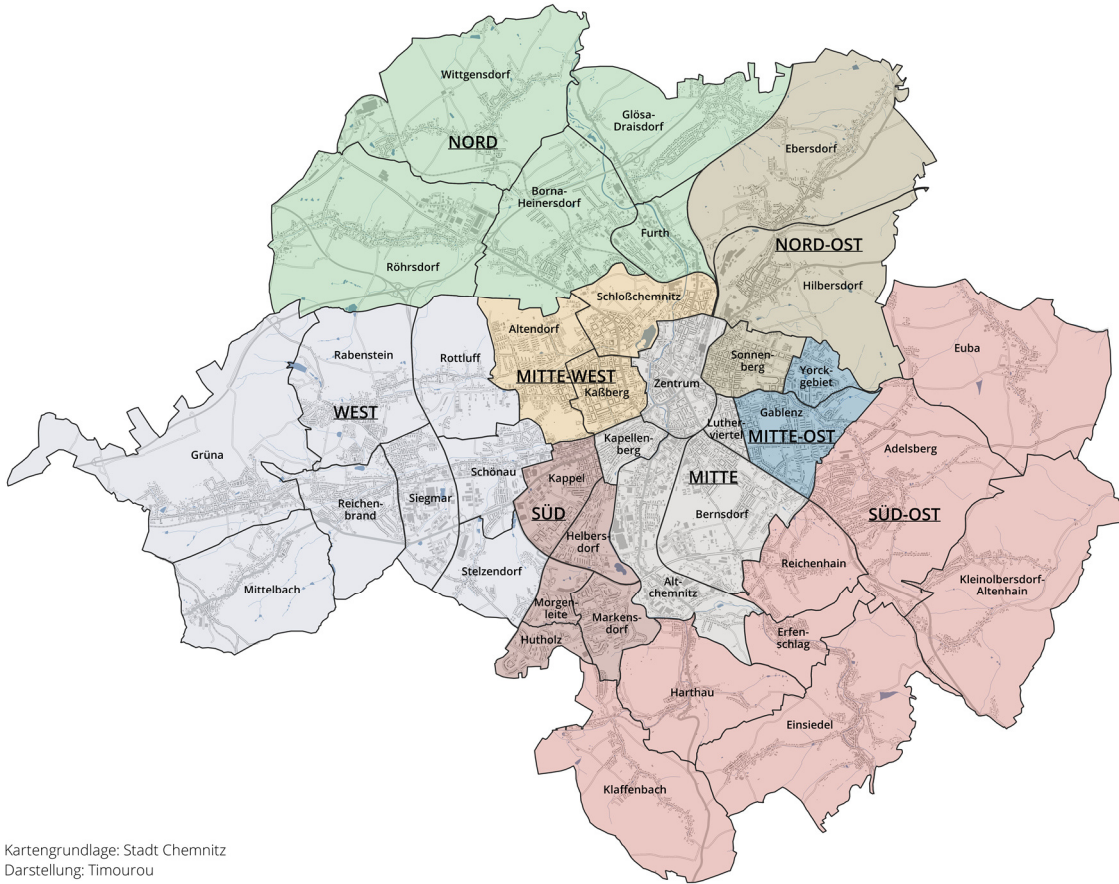 Wittgensdorf
Glösa-
Draisdorf
NORD
Ebersdorf
Borna-
Heinersdorf
Furth
NORD-OST
Röhrsdorf
Hilbersdorf
Schloßchemnitz
Altendorf
Rabenstein
Rottluff
Sonnen-
berg
Euba
MITTE-WEST
Yorck-
gebiet
Zentrum
Kaßberg
WEST
Gablenz
Luther-
viertel
MITTE-OST
Kapellen-
berg
Grüna
Adelsberg
Schönau
Kappel
MITTE
Siegmar
Reichen-
brand
SÜD
Bernsdorf
SÜD-OST
Helbers-
dorf
Stelzendorf
Reichenhain
Mittelbach
Alt-
chemnitz
Kleinolbersdorf-
Altenhain
Morgen-
leite
Markens-
dorf
Hutholz
Erfen-
schlag
Harthau
Einsiedel
Klaffenbach
Kartengrundlage: Stadt Chemnitz
Darstellung: Timourou